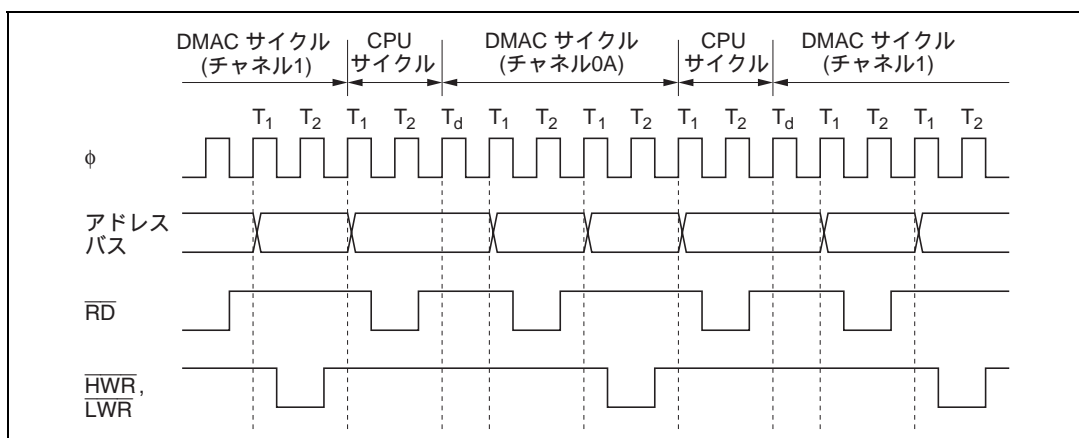 DMAC サイクル
(チャネル1)
CPU
サイクル
DMAC サイクル
(チャネル0A)
CPU
サイクル
DMAC サイクル
(チャネル1)
T1 T2 T1 T2 Td T1 T2 T1 T2 T1 T2 Td T1 T2 T1 T2
φ
アドレス
バス
RD
HWR,
LWR